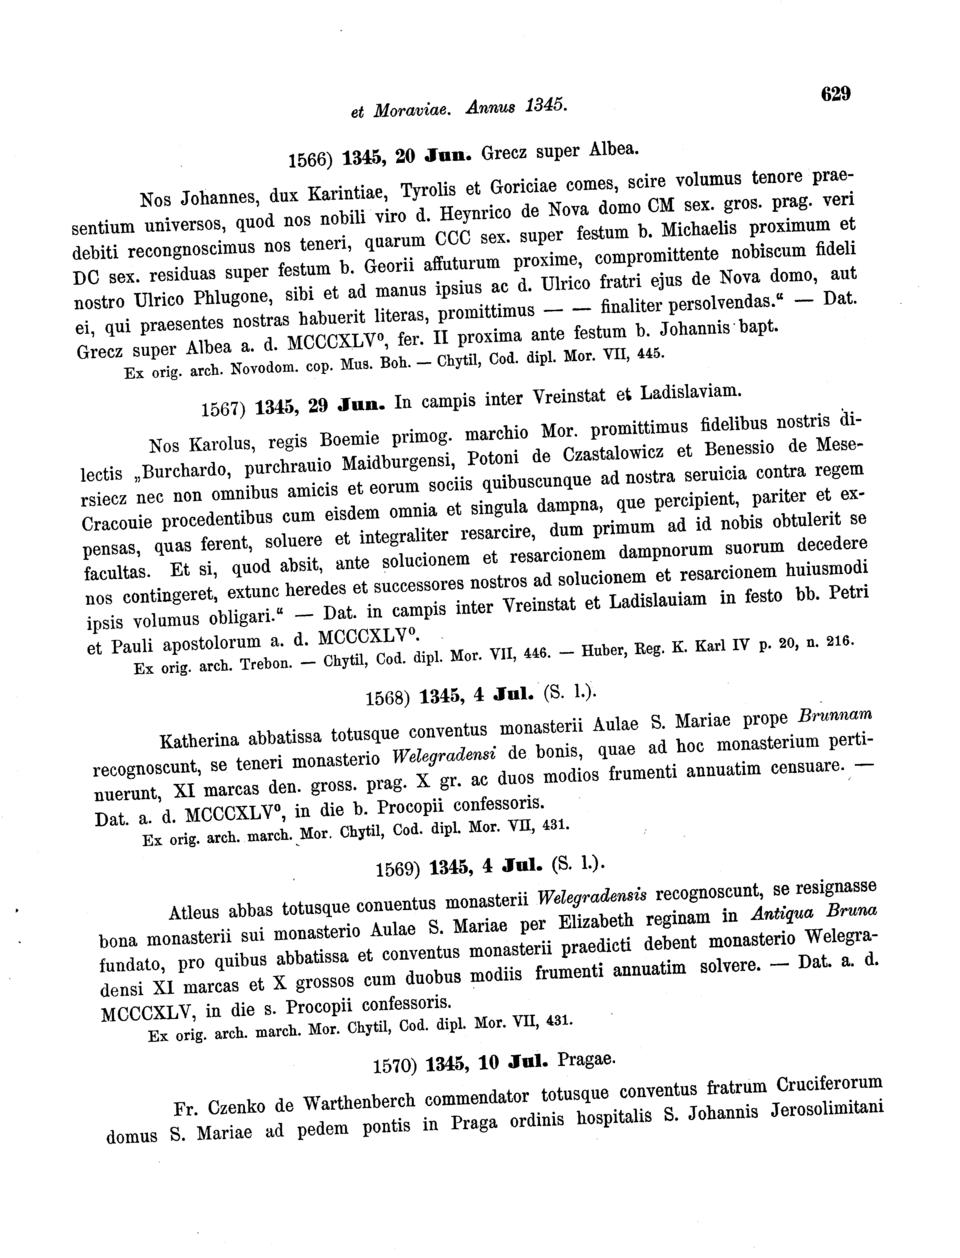 et Moraviae. Annus 1345.
629
1566) 1345, 20 Jun. Grecz super Albea.
Nos Johannes, dux Karintiae, Tyrolis et Goriciae comes, scire volumus tenore prae-
sentium universos, quod nos nobili viro d. Heynrico de Nova domo CM sex. gros. prag. veri
debiti recongnoscimus nos teneri, quarum CCC sex. super festum b. Michaelis proximum et
DC sex. residuas super festum b. Georii affuturum proxime, compromittente nobiscum fideli
nostro Ulrico Phlugone, sibi et ad manus ipsius ac d. Ulrico fratri ejus de Nova domo, aut
ei, qui praesentes nostras habuerit literas, promittimus — — finaliter persolvendas.“ — Dat.
Grecz super Albea a. d. MCCCXLVº, fer. II proxima ante festum b. Johannis bapt.
Ex orig. arch. Novodom. cop. Mus. Boh. — Chytil, Cod. dipl. Mor. VII, 445.
1567) 1345, 29 Jun. In campis inter Vreinstat et Ladislaviam.
Nos Karolus, regis Boemie primog. marchio Mor. promittimus fidelibus nostris di-
lectis „Burchardo, purchrauio Maidburgensi, Potoni de Czastalowicz et Benessio de Mese-
rsiecz nec non omnibus amicis et eorum sociis quibuscunque ad nostra seruicia contra regem
Cracouie procedentibus cum eisdem omnia et singula dampna, que percipient, pariter et ex-
pensas, quas ferent, soluere et integraliter resarcire, dum primum ad id nobis obtulerit se
facultas. Et si, quod absit, ante solucionem et resarcionem dampnorum suorum decedere
nos contingeret, extunc heredes et successores nostros ad solucionem et resarcionem huiusmodi
ipsis volumus obligari.“ — Dat. in campis inter Vreinstat et Ladislauiam in festo bb. Petri
et Pauli apostolorum a. d. MCCCXLVº.
Ex orig. arch. Trebon. — Chytil, Cod. dipl. Mor. VII, 446. — Huber, Reg. K. Karl IV p. 20, n. 216.
1568) 1345, 4 Jul. (S. l.).
Katherina abbatissa totusque conventus monasterii Aulae S. Mariae prope Brunnam
recognoscunt, se teneri monasterio Welegradensi de bonis, quae ad hoc monasterium perti-
nuerunt, XI marcas den. gross. prag. X gr. ac duos modios frumenti annuatim censuare. —
Dat. a. d. MCCCXLVº, in die b. Procopii confessoris.
Ex orig. arch. march. Mor. Chytil, Cod. dipl. Mor. VII, 431.
1569) 1345, 4 Jul. (S. l.).
Atleus abbas totusque conuentus monasterii Welegradensis recognoscunt, se resignasse
bona monasterii sui monasterio Aulae S. Mariae per Elizabeth reginam in Antiqua Bruna
fundato, pro quibus abbatissa et conventus monasterii praedicti debent monasterio Welegra-
densi XI marcas et X grossos cum duobus modiis frumenti annuatim solvere. — Dat. a. d.
MCCCXLV, in die s. Procopii confessoris.
Ex orig. arch. march. Mor. Chytil, Cod. dipl. Mor. VII, 431.
1570) 1345, 10 Jul. Pragae.
Fr. Czenko de Warthenberch commendator totusque conventus fratrum Cruciferorum
domus S. Mariae ad pedem pontis in Praga ordinis hospitalis S. Johannis Jerosolimitani